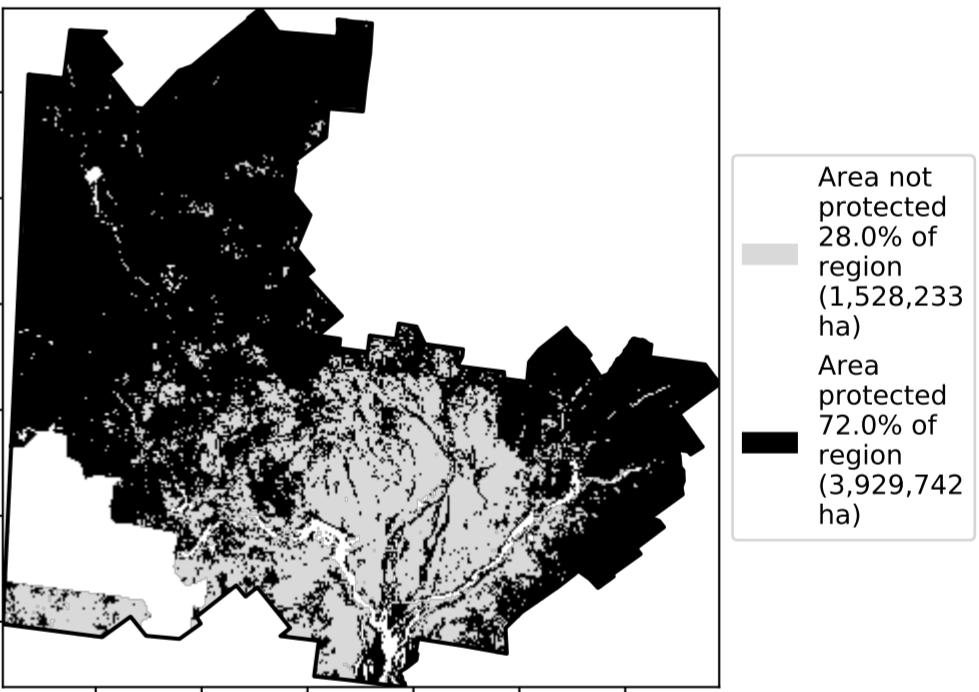 Area not
protected
28.0% of
region
(1,528,233
ha)
Area
protected
72.0% of
region
(3,929,742
ha)